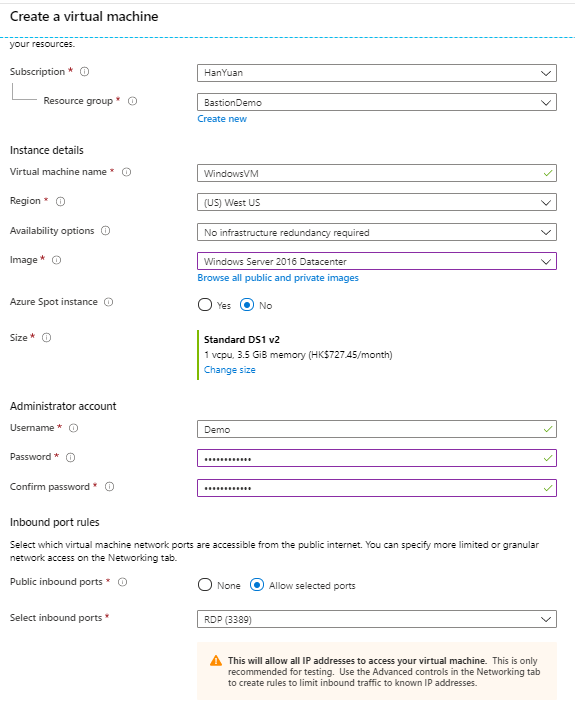 Create a virtual machine
your resources.
Subscription *
HanYuan
Resource group *
BastionDemo
Create new
Instance details
Virtual machine name *
WindowsVM
Region *
(US) West US
Availability options
No infrastructure redundancy required
Image *
Windows Server 2016 Datacenter
Browse all public and private images
Azure Spot instance
Yes No
Size *
Standard DS1 v2
1 vcpu, 3.5 GiB memory (HK$727.45/month)
Change size
Administrator account
Username *
Demo
Password *
••••••••••••
Confirm password *
••••••••••••
Inbound port rules
Select which virtual machine network ports are accessible from the public internet. You can specify more limited or granular
network access on the Networking tab.
Public inbound ports *
None Allow selected ports
Select inbound ports *
RDP (3389)
This will allow all IP addresses to access your virtual machine. This is only
recommended for testing. Use the Advanced controls in the Networking tab
to create rules to limit inbound traffic to known IP addresses.